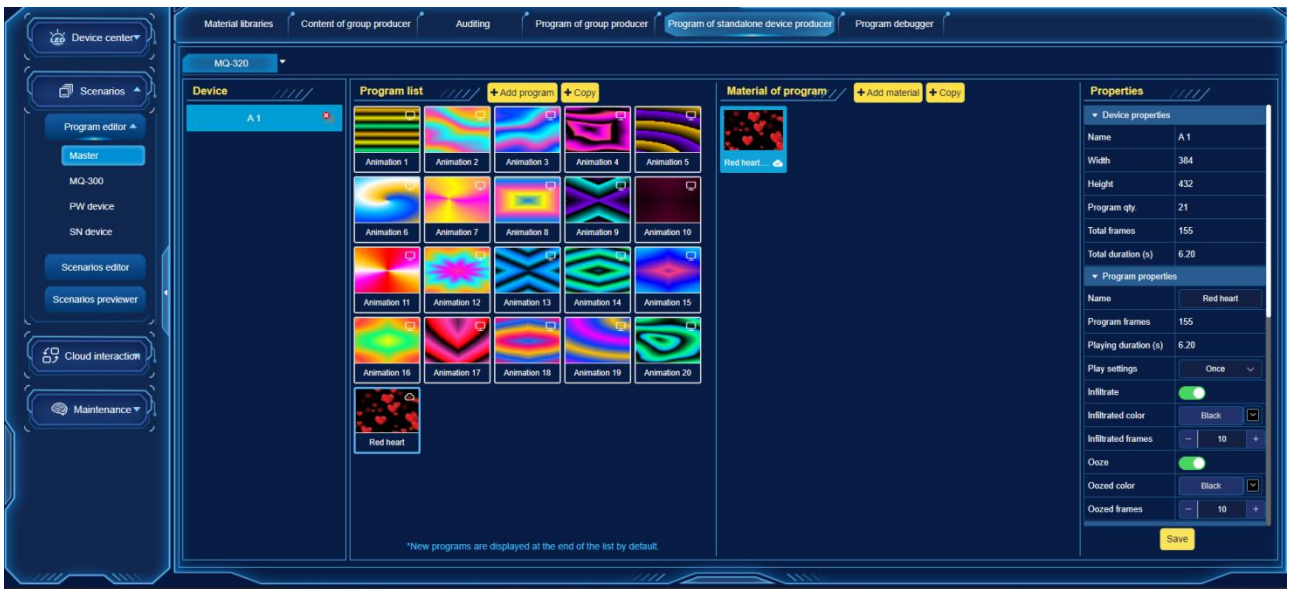 Material libraries
Content of group producer
Auditing
Program of group producer
Program of standalone device producer
Program debugger
LED
Device center
Scenarios
Program editor
Master
MQ-300
PW device
SN device
Scenarios editor
Scenarios previewer
Cloud interaction
Maintenance
MQ-320
Device
A 1
Program list
+ Add program
+ Copy
Animation 1
Animation 2
Animation 3
Animation 4
Animation 5
Animation 6
Animation 7
Animation 8
Animation 9
Animation 10
Animation 11
Animation 12
Animation 13
Animation 14
Animation 15
Animation 16
Animation 17
Animation 18
Animation 19
Animation 20
Red heart
*New programs are displayed at the end of the list by default.
Material of program
+ Add material
+ Copy
Red heart....
Properties
Device properties
Name A 1
Width 384
Height 432
Program qty. 21
Total frames 155
Total duration (s) 6.20
Program properties
Name Red heart
Program frames 155
Playing duration (s) 6.20
Play settings Once
Infiltrate
Infiltrated color Black
Infiltrated frames − 10 +
Ooze
Oozed color Black
Oozed frames − 10 +
Save